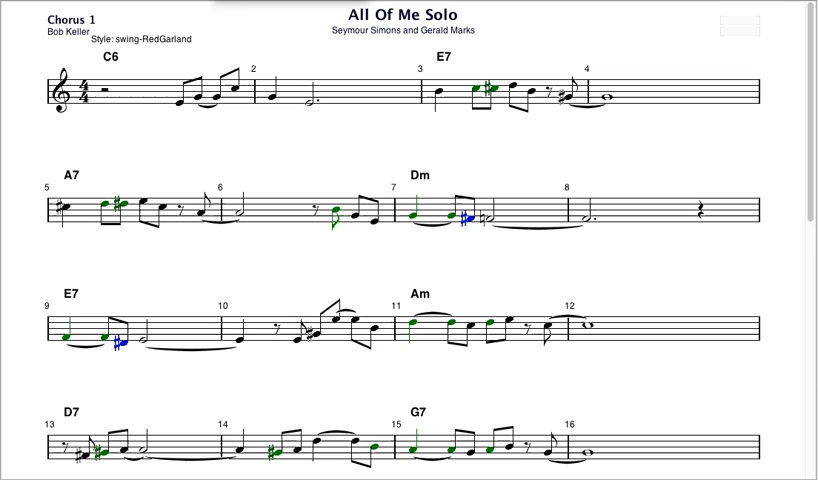 All Of Me Solo
Chorus 1
Seymour Simons and Gerald Marks
Bob Keller
Style: swing-RedGarland
C6 E7
4 4 2 3 4
A7 Dm
5 6 7 8
E7 Am
9 10 11 12
D7 G7
13 14 15 16